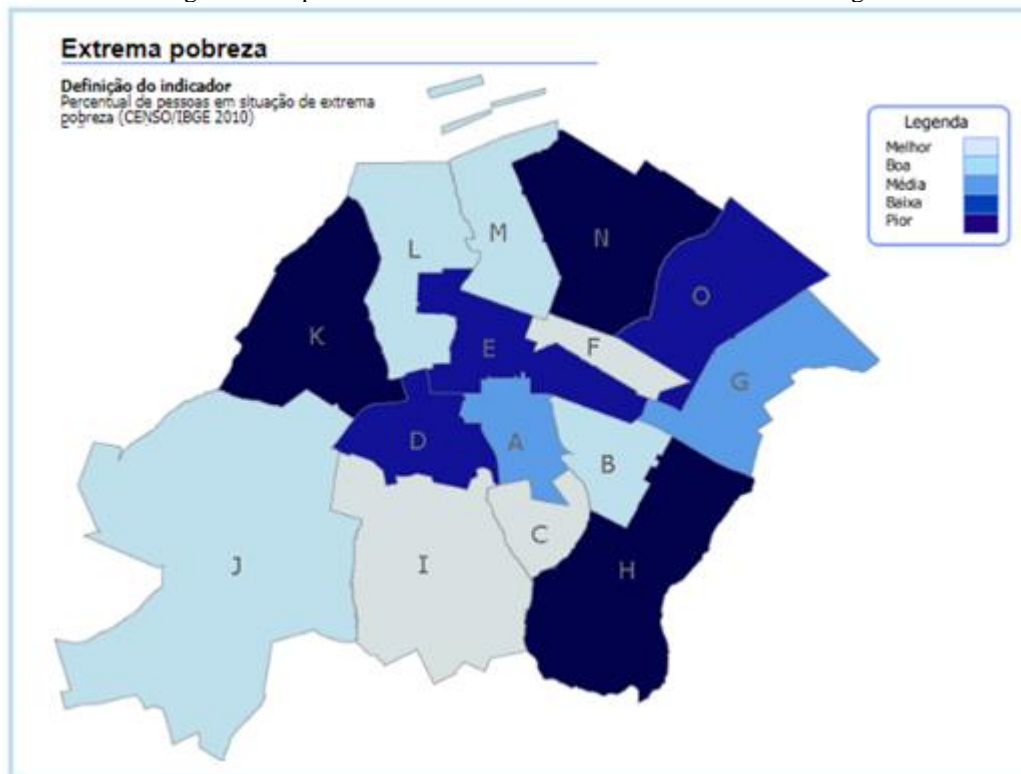 Extrema pobreza
Definição do indicador
Percentual de pessoas em situação de extrema
pobreza (CENSO/IBGE 2010)
Legenda
Melhor
Boa
Média
Baixa
Pior
M
N
L
O
K
E
F
G
D
A
B
C
J
I
H